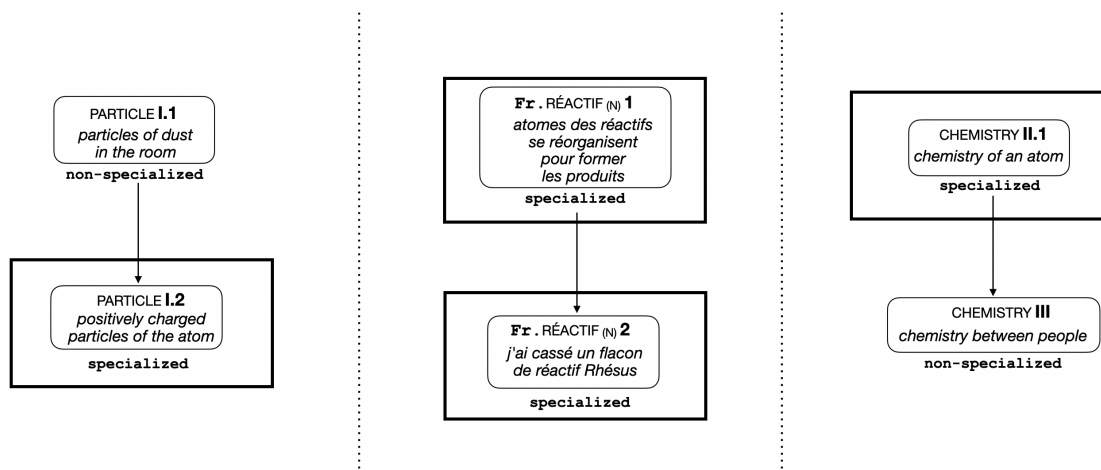 PARTICLE I.1
particles of dust
in the room
non-specialized
PARTICLE I.2
positively charged
particles of the atom
specialized
Fr.RÉACTIF (N) 1
atomes des réactifs
se réorganisent
pour former
les produits
specialized
Fr.RÉACTIF (N) 2
j'ai cassé un flacon
de réactif Rhésus
specialized
CHEMISTRY II.1
chemistry of an atom
specialized
CHEMISTRY III
chemistry between people
non-specialized